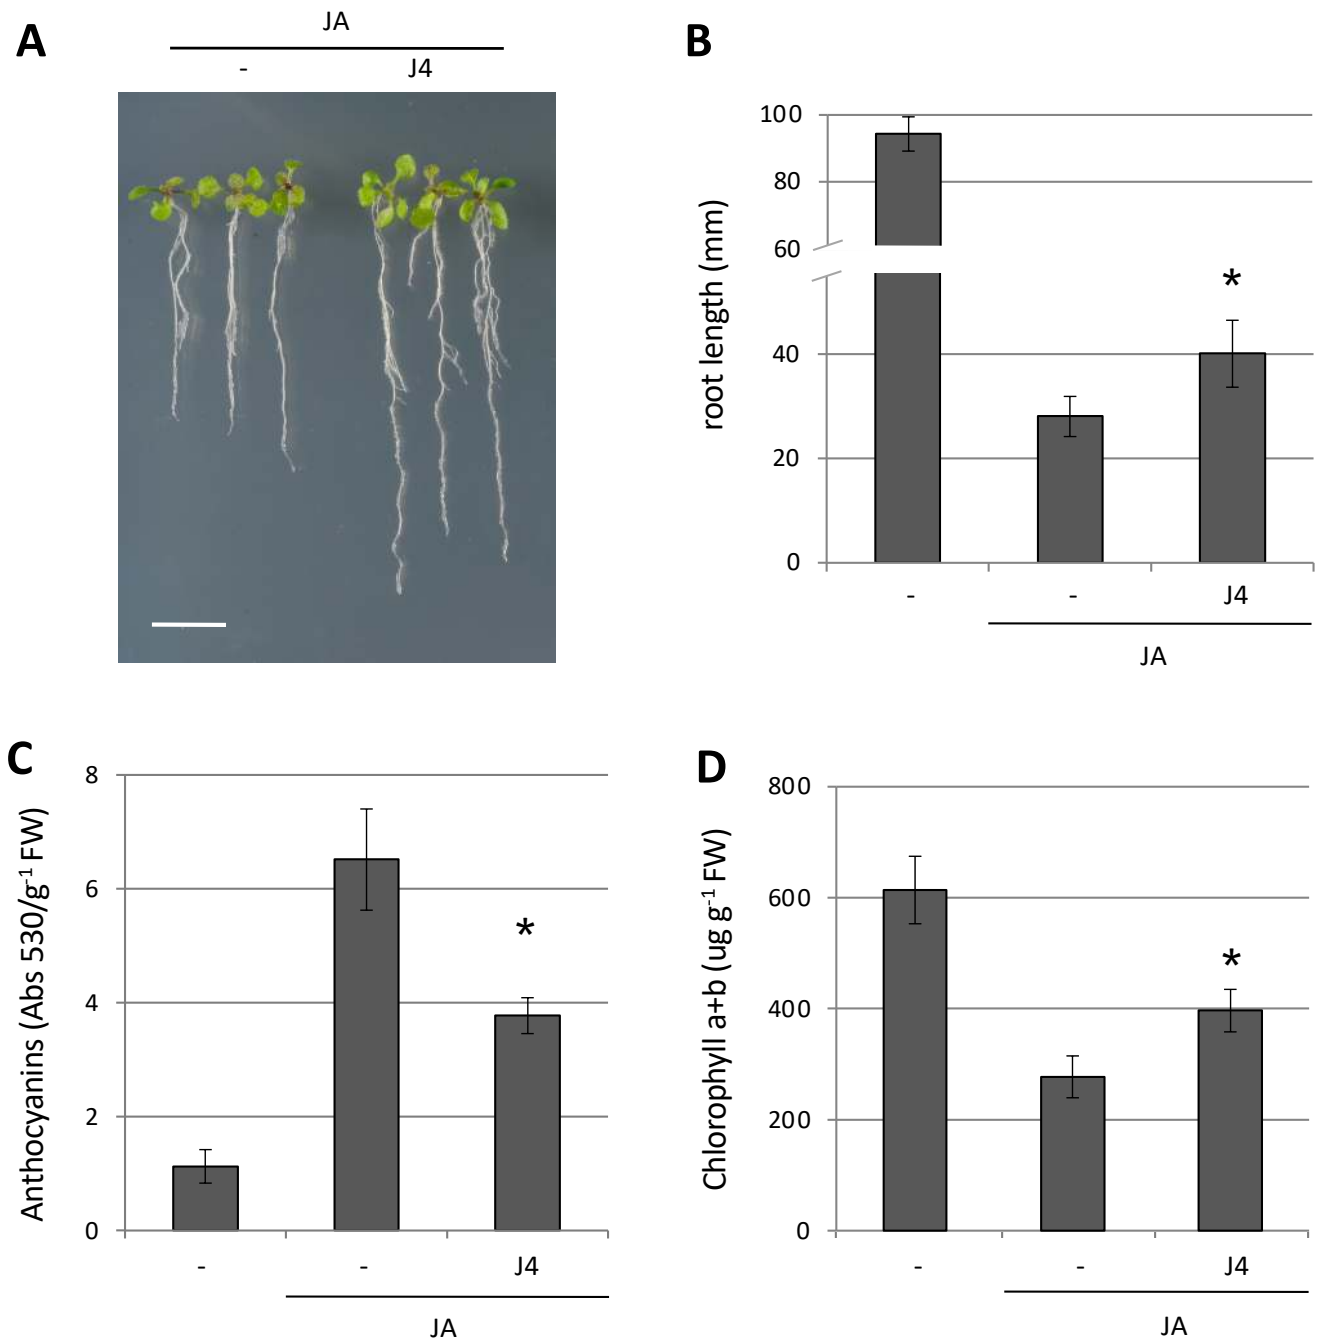 A
JA
- J4
B
root length (mm)
100
80
60
40
20
0
- - J4
JA
C
Anthocyanins (Abs 530/g⁻¹ FW)
8
6
4
2
0
*
- - J4
JA
D
Chlorophyll a+b (ug g⁻¹ FW)
800
600
400
200
0
*
- - J4
JA